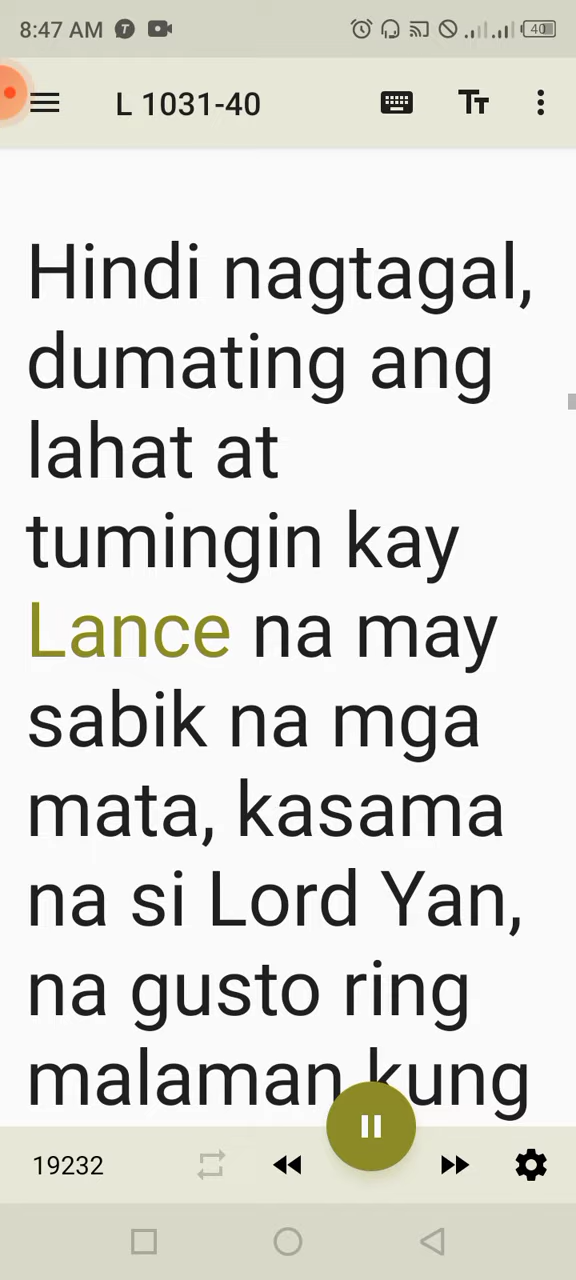 8:47 AM
40
L 1031-40
Hindi nagtagal,
dumating ang
lahat at
tumingin kay
Lance na may
sabik na mga
mata, kasama
na si Lord Yan,
na gusto ring
malaman kung
19232